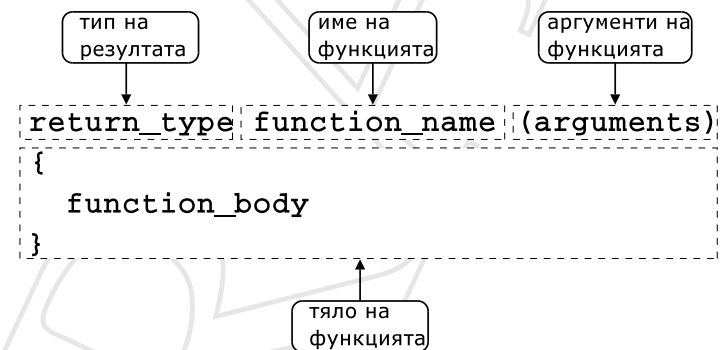 тип на
резултата
име на
функцията
аргументи на
функцията
return_type function_name (arguments)
{
function_body
}
тяло на
функцията